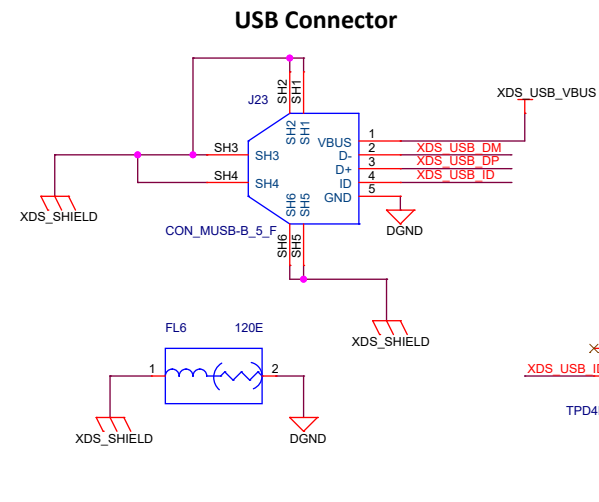 USB Connector
XDS_USB_VBUS
J23
SH2
SH1
SH2
SH1
VBUS
1
D-
2
XDS_USB_DM
D+
3
XDS_USB_DP
ID
4
XDS_USB_ID
GND
5
SH3
SH3
SH4
SH4
SH6
SH5
SH6
SH5
XDS_SHIELD
CON_MUSB-B_5_F
DGND
XDS_SHIELD
FL6
120E
1
2
XDS_SHIELD
DGND
XDS_USB_I
TPD4